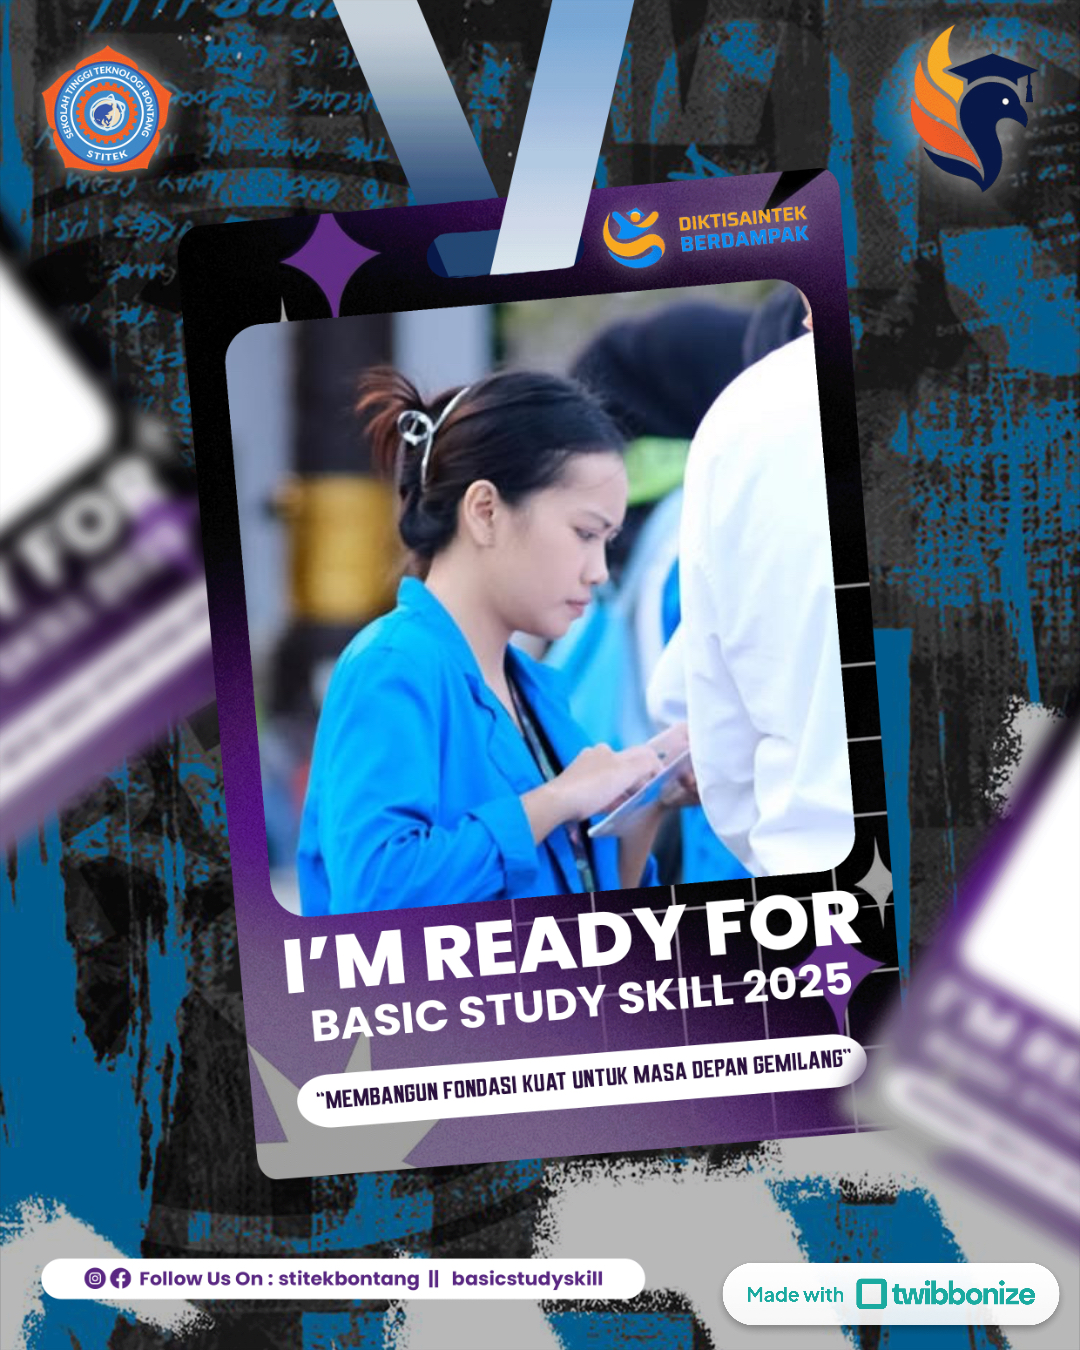 SEKOLAH TINGGI TEKNOLOGI BONTANG
STITEK
DIKTISAINTEK
BERDAMPAK
I'M READY FOR
BASIC STUDY SKILL 2025
"MEMBANGUN FONDASI KUAT UNTUK MASA DEPAN GEMILANG"
Follow Us On : stitekbontang || basicstudyskill
Made with twibbonize